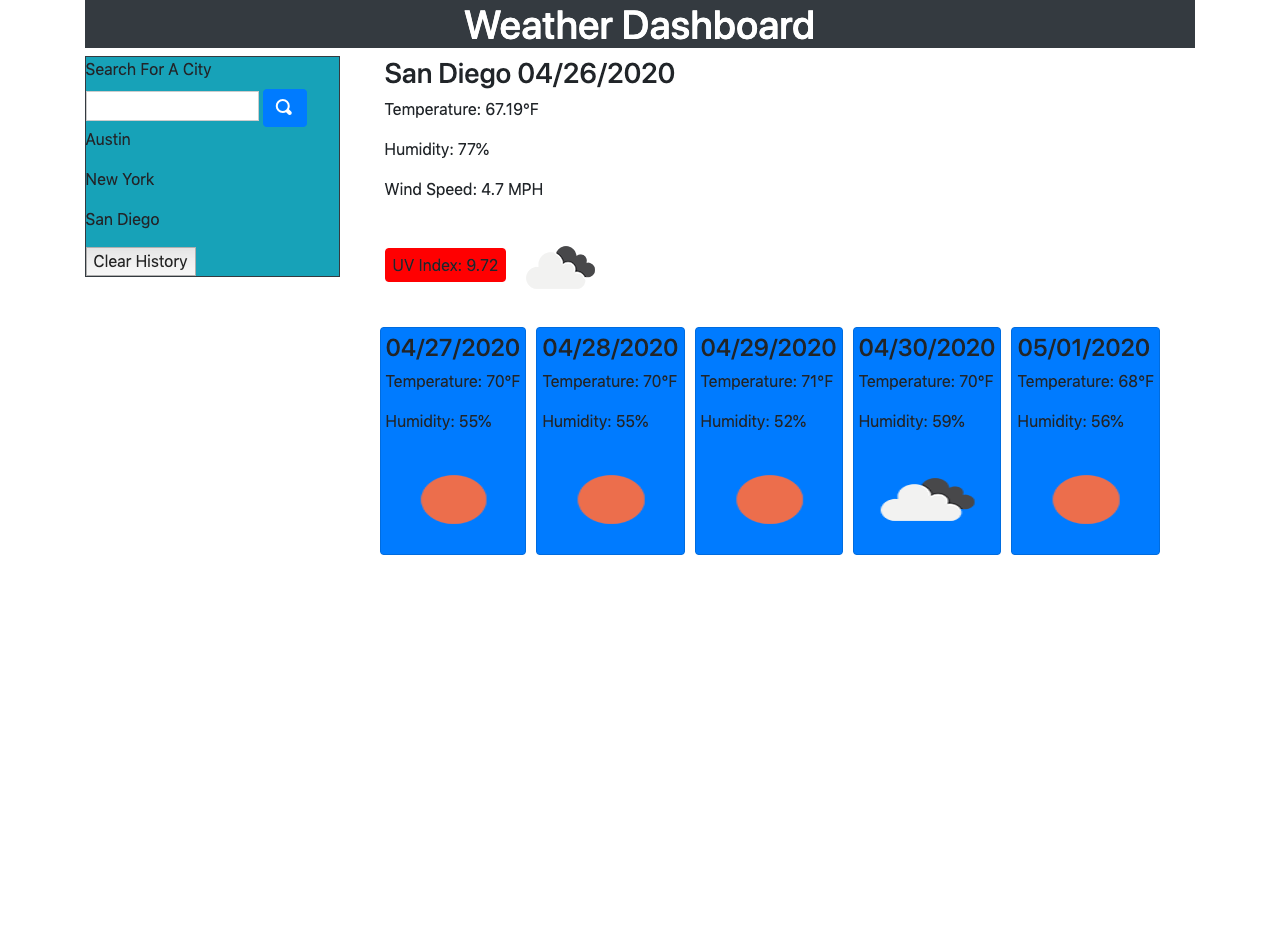 Weather Dashboard
Search For A City
Austin
New York
San Diego
Clear History
San Diego 04/26/2020
Temperature: 67.19°F
Humidity: 77%
Wind Speed: 4.7 MPH
UV Index: 9.72
04/27/2020
Temperature: 70°F
Humidity: 55%
04/28/2020
Temperature: 70°F
Humidity: 55%
04/29/2020
Temperature: 71°F
Humidity: 52%
04/30/2020
Temperature: 70°F
Humidity: 59%
05/01/2020
Temperature: 68°F
Humidity: 56%